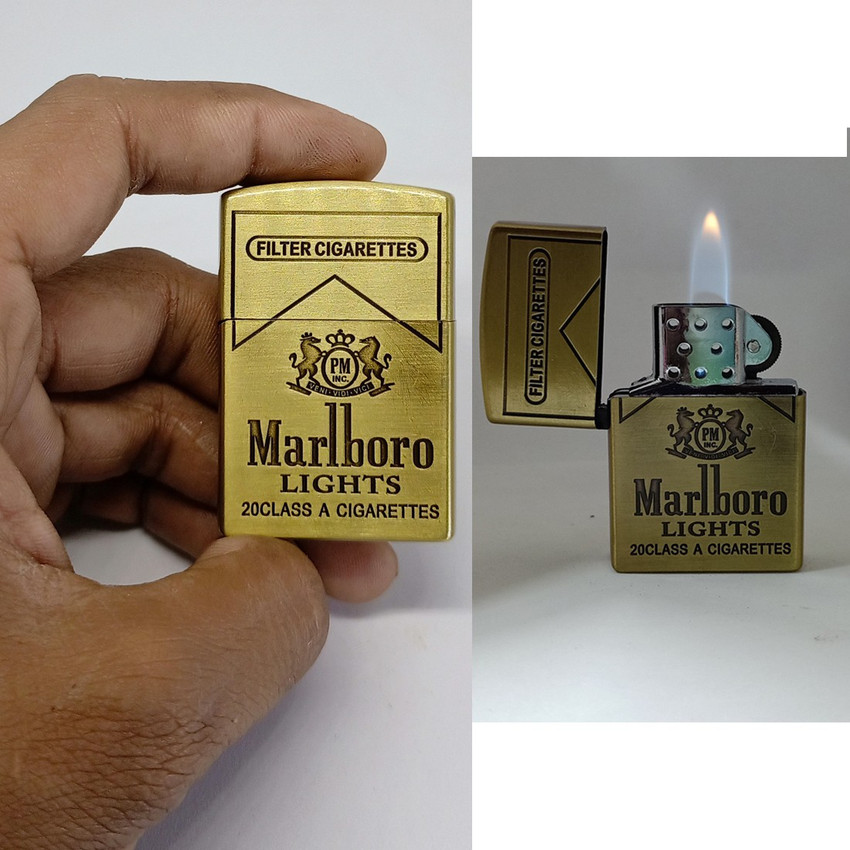 FILTER CIGARETTES
PM
INC.
VENI·VIDI·VICI
Marlboro
LIGHTS
20CLASS A CIGARETTES
FILTER CIGARETTES
PM
INC.
Marlboro
LIGHTS
20CLASS A CIGARETTES